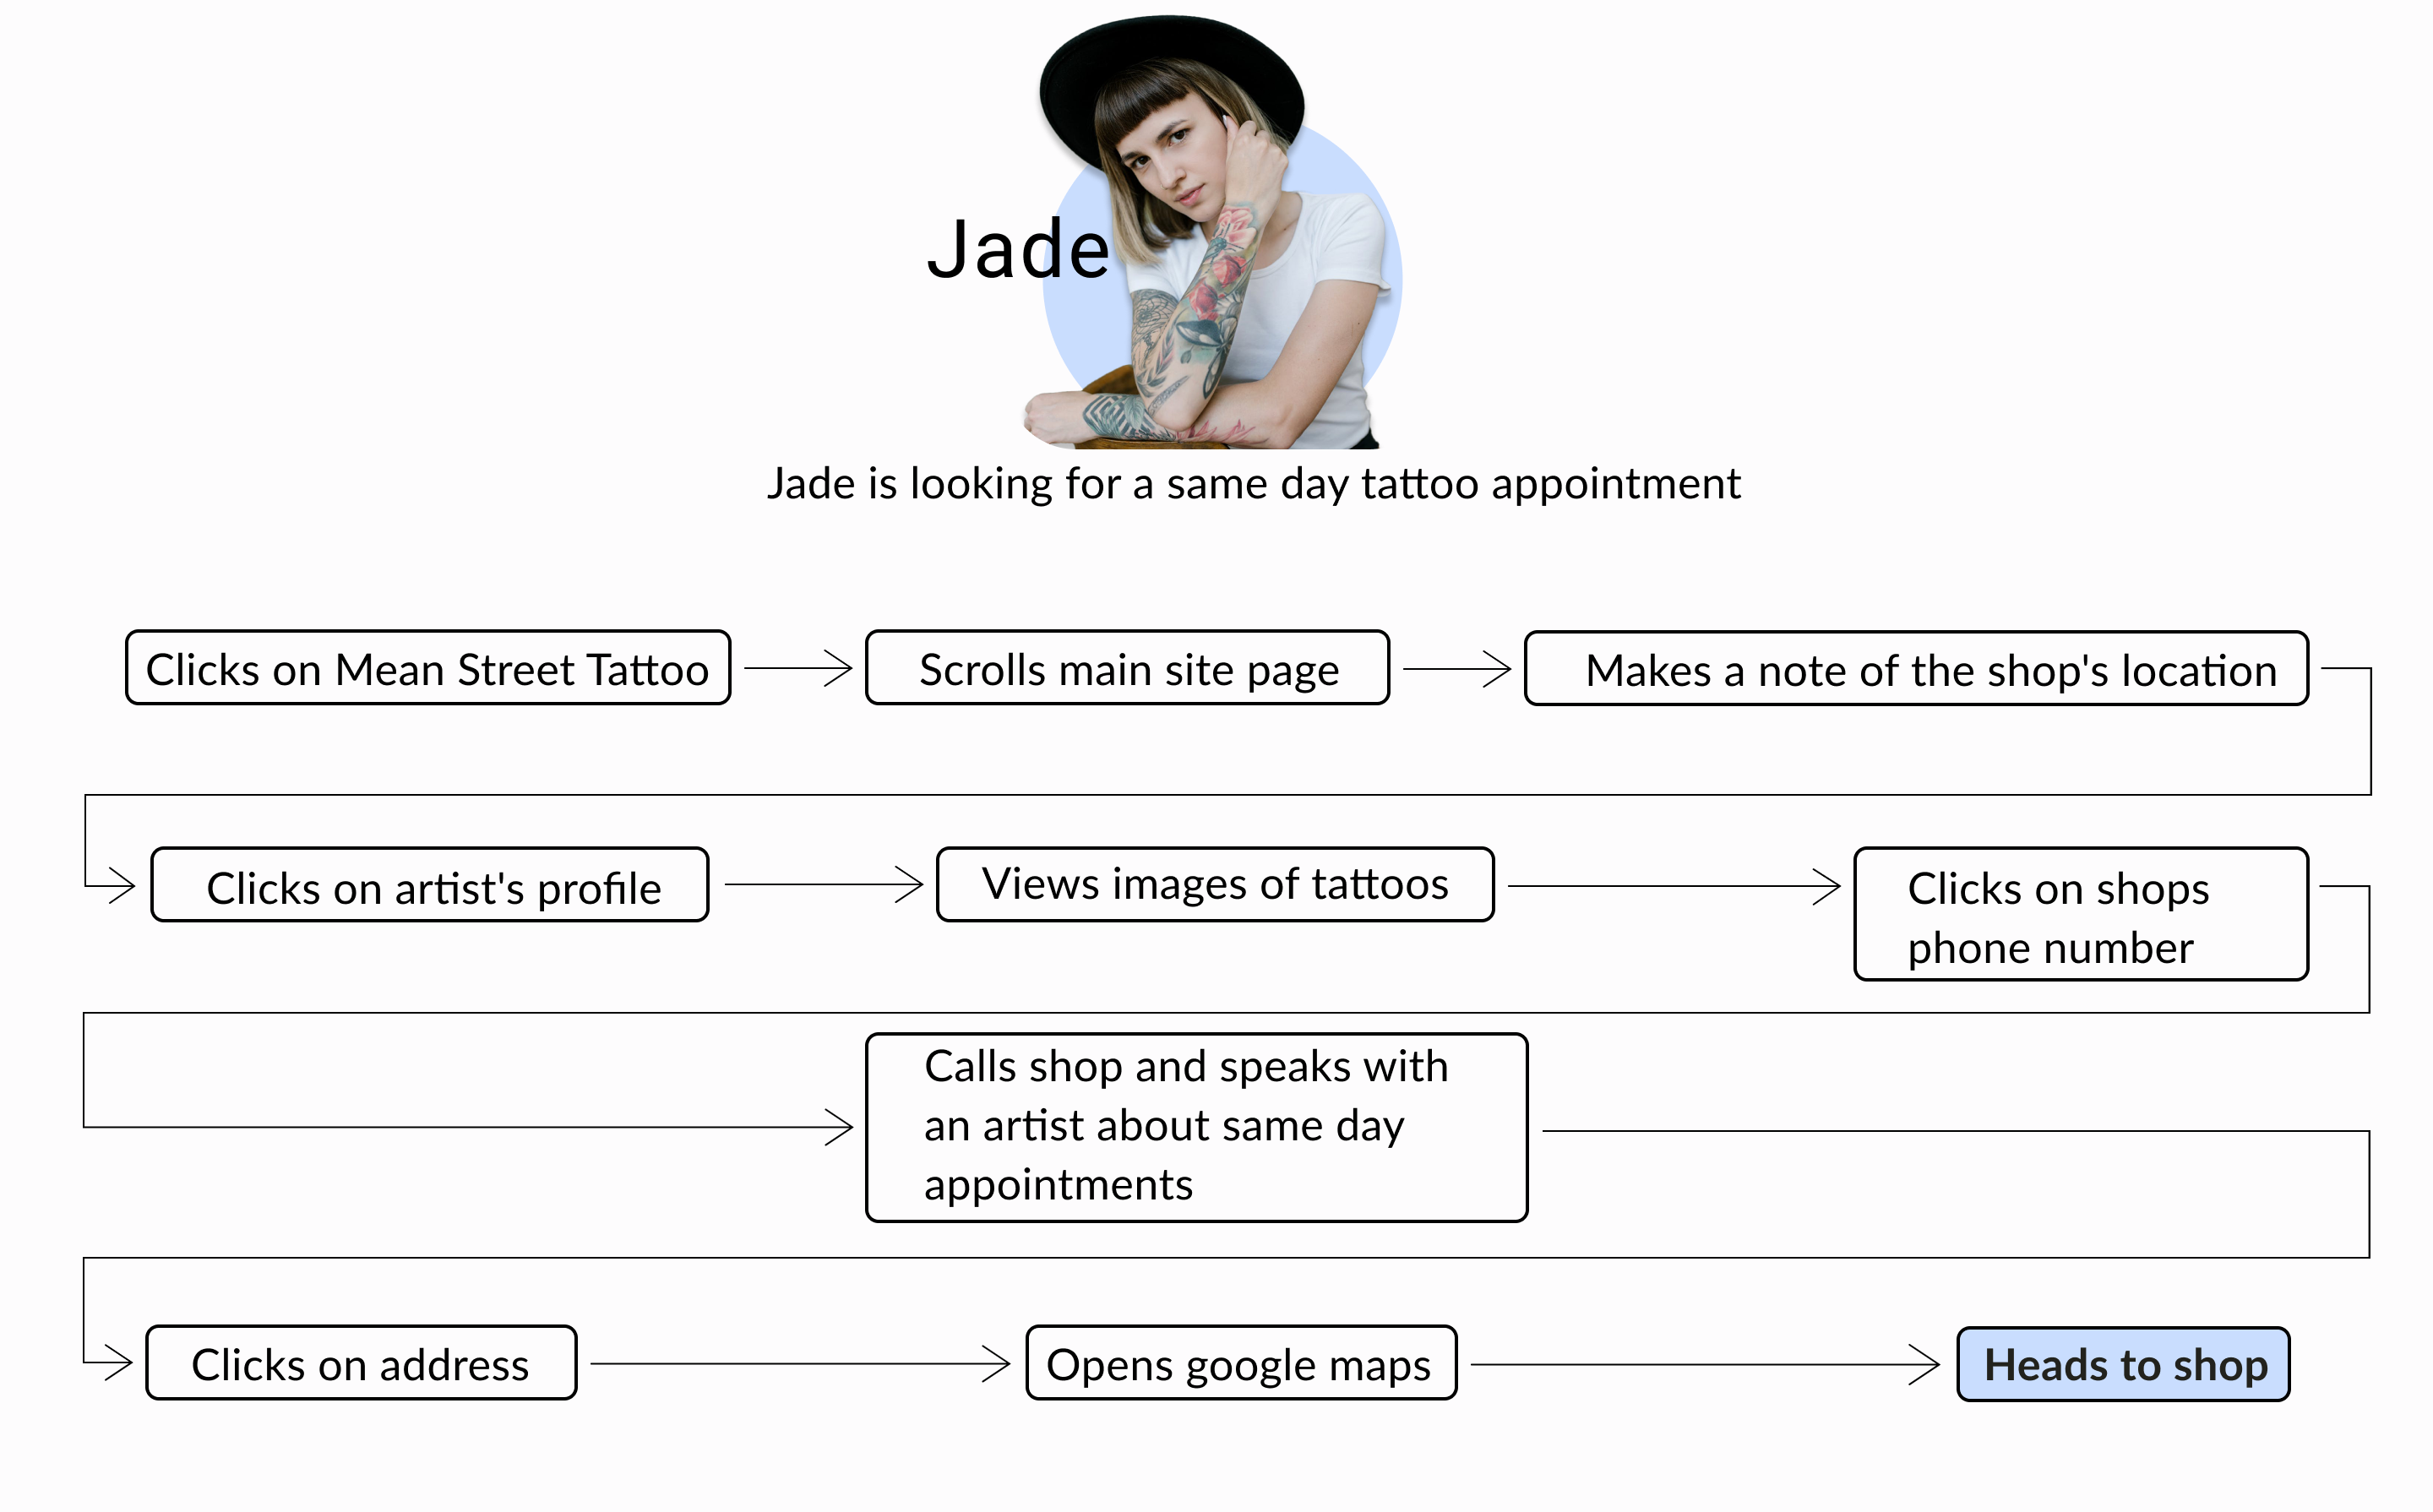 Jade
Jade is looking for a same day tattoo appointment
Clicks on Mean Street Tattoo
Scrolls main site page
Makes a note of the shop's location
Clicks on artist's profile
Views images of tattoos
Clicks on shops
phone number
Calls shop and speaks with
an artist about same day
appointments
Clicks on address
Opens google maps
Heads to shop